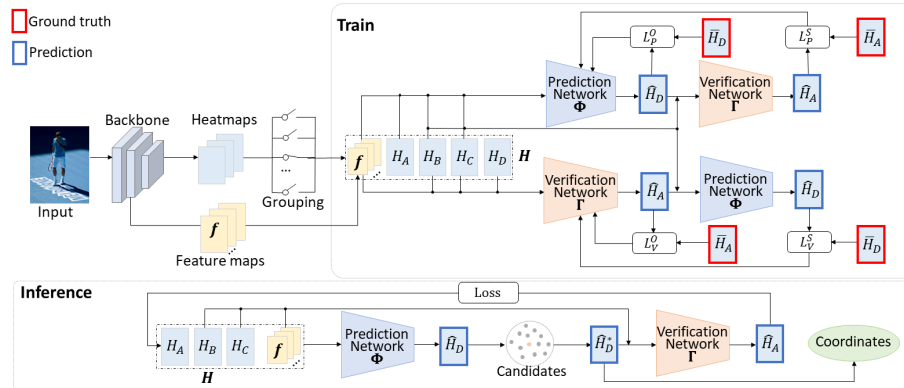 Ground truth
Prediction
Train
Input
Backbone
Heatmaps
...
Grouping
f
Feature maps
f
H_A
H_B
H_C
H_D
H
Prediction
Network
Φ
Ĥ_D
L_P^O
H̅_D
Verification
Network
Γ
Ĥ_A
L_P^S
H̅_A
Verification
Network
Γ
Ĥ_A
L_V^O
H̅_A
Prediction
Network
Φ
Ĥ_D
L_V^S
H̅_D
Inference
Loss
H_A
H_B
H_C
f
H
Prediction
Network
Φ
Ĥ_D
Candidates
Ĥ_D^*
Verification
Network
Γ
Ĥ_A
Coordinates